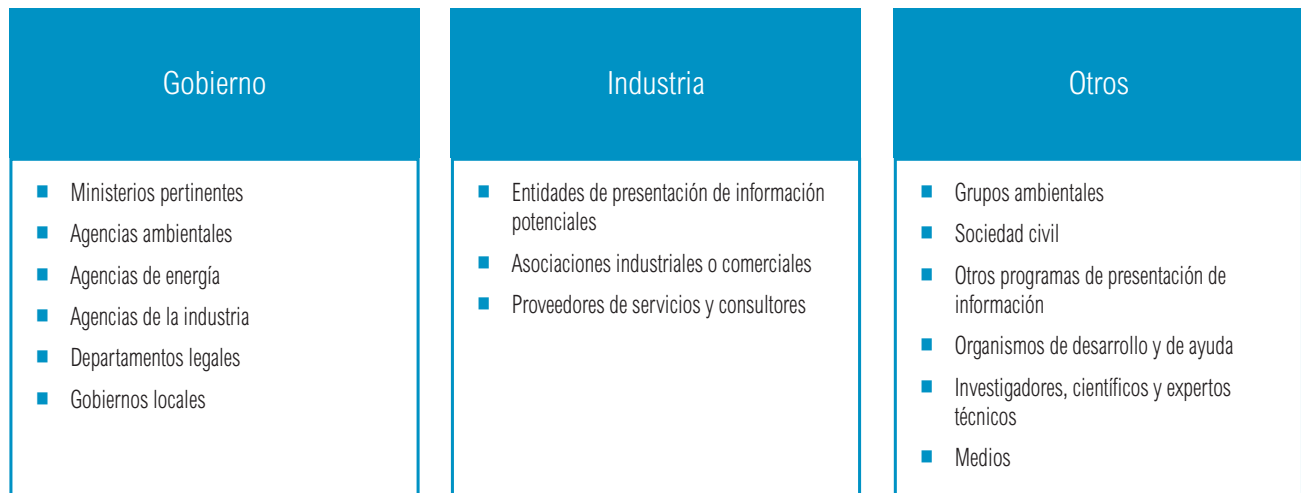 Gobierno
Ministerios pertinentes
Agencias ambientales
Agencias de energía
Agencias de la industria
Departamentos legales
Gobiernos locales
Industria
Entidades de presentación de información
potenciales
Asociaciones industriales o comerciales
Proveedores de servicios y consultores
Otros
Grupos ambientales
Sociedad civil
Otros programas de presentación de
información
Organismos de desarrollo y de ayuda
Investigadores, científicos y expertos
técnicos
Medios